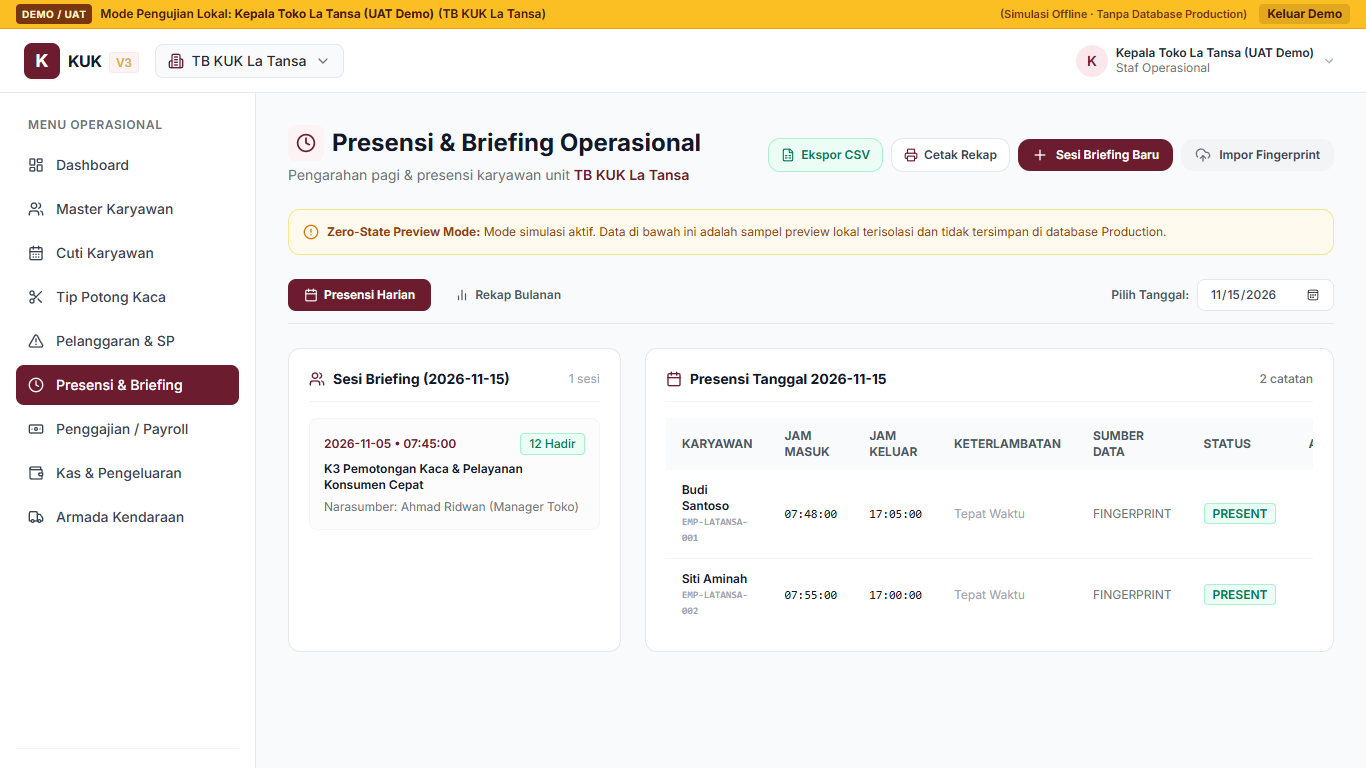 DEMO / UAT Mode Pengujian Lokal: Kepala Toko La Tansa (UAT Demo) (TB KUK La Tansa) (Simulasi Offline · Tanpa Database Production) Keluar Demo
K KUK V3 TB KUK La Tansa
K Kepala Toko La Tansa (UAT Demo)
Staf Operasional
MENU OPERASIONAL
Dashboard
Master Karyawan
Cuti Karyawan
Tip Potong Kaca
Pelanggaran & SP
Presensi & Briefing
Penggajian / Payroll
Kas & Pengeluaran
Armada Kendaraan
Presensi & Briefing Operasional
Pengarahan pagi & presensi karyawan unit TB KUK La Tansa
Ekspor CSV Cetak Rekap Sesi Briefing Baru Impor Fingerprint
Zero-State Preview Mode: Mode simulasi aktif. Data di bawah ini adalah sampel preview lokal terisolasi dan tidak tersimpan di database Production.
Presensi Harian Rekap Bulanan Pilih Tanggal: 11/15/2026
Sesi Briefing (2026-11-15) 1 sesi
2026-11-05 • 07:45:00 12 Hadir
K3 Pemotongan Kaca & Pelayanan
Konsumen Cepat
Narasumber: Ahmad Ridwan (Manager Toko)
Presensi Tanggal 2026-11-15 2 catatan
KARYAWAN JAM MASUK JAM KELUAR KETERLAMBATAN SUMBER DATA STATUS
Budi
Santoso
EMP-LATANSA-
001
07:48:00 17:05:00 Tepat Waktu FINGERPRINT PRESENT
Siti Aminah
EMP-LATANSA-
002
07:55:00 17:00:00 Tepat Waktu FINGERPRINT PRESENT